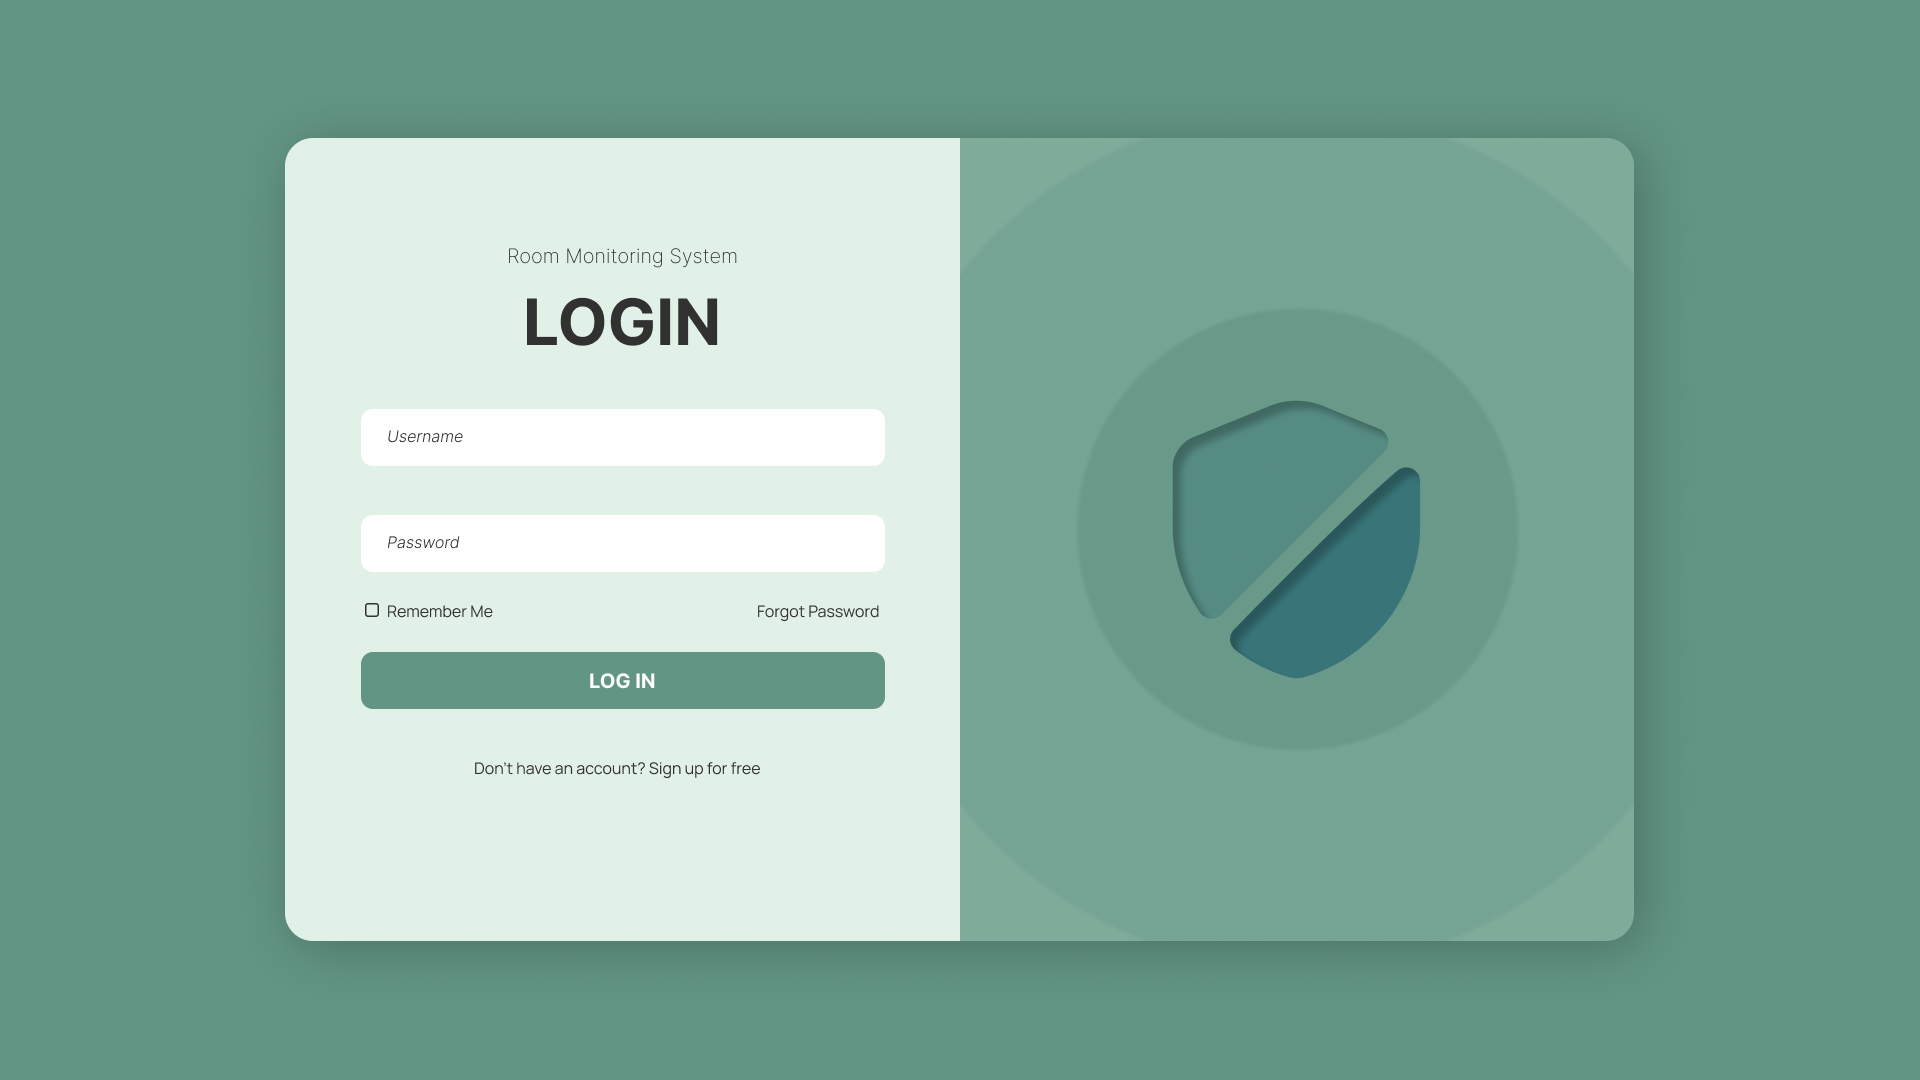 Room Monitoring System
LOGIN
Username
Password
Remember Me
Forgot Password
LOG IN
Don't have an account? Sign up for free